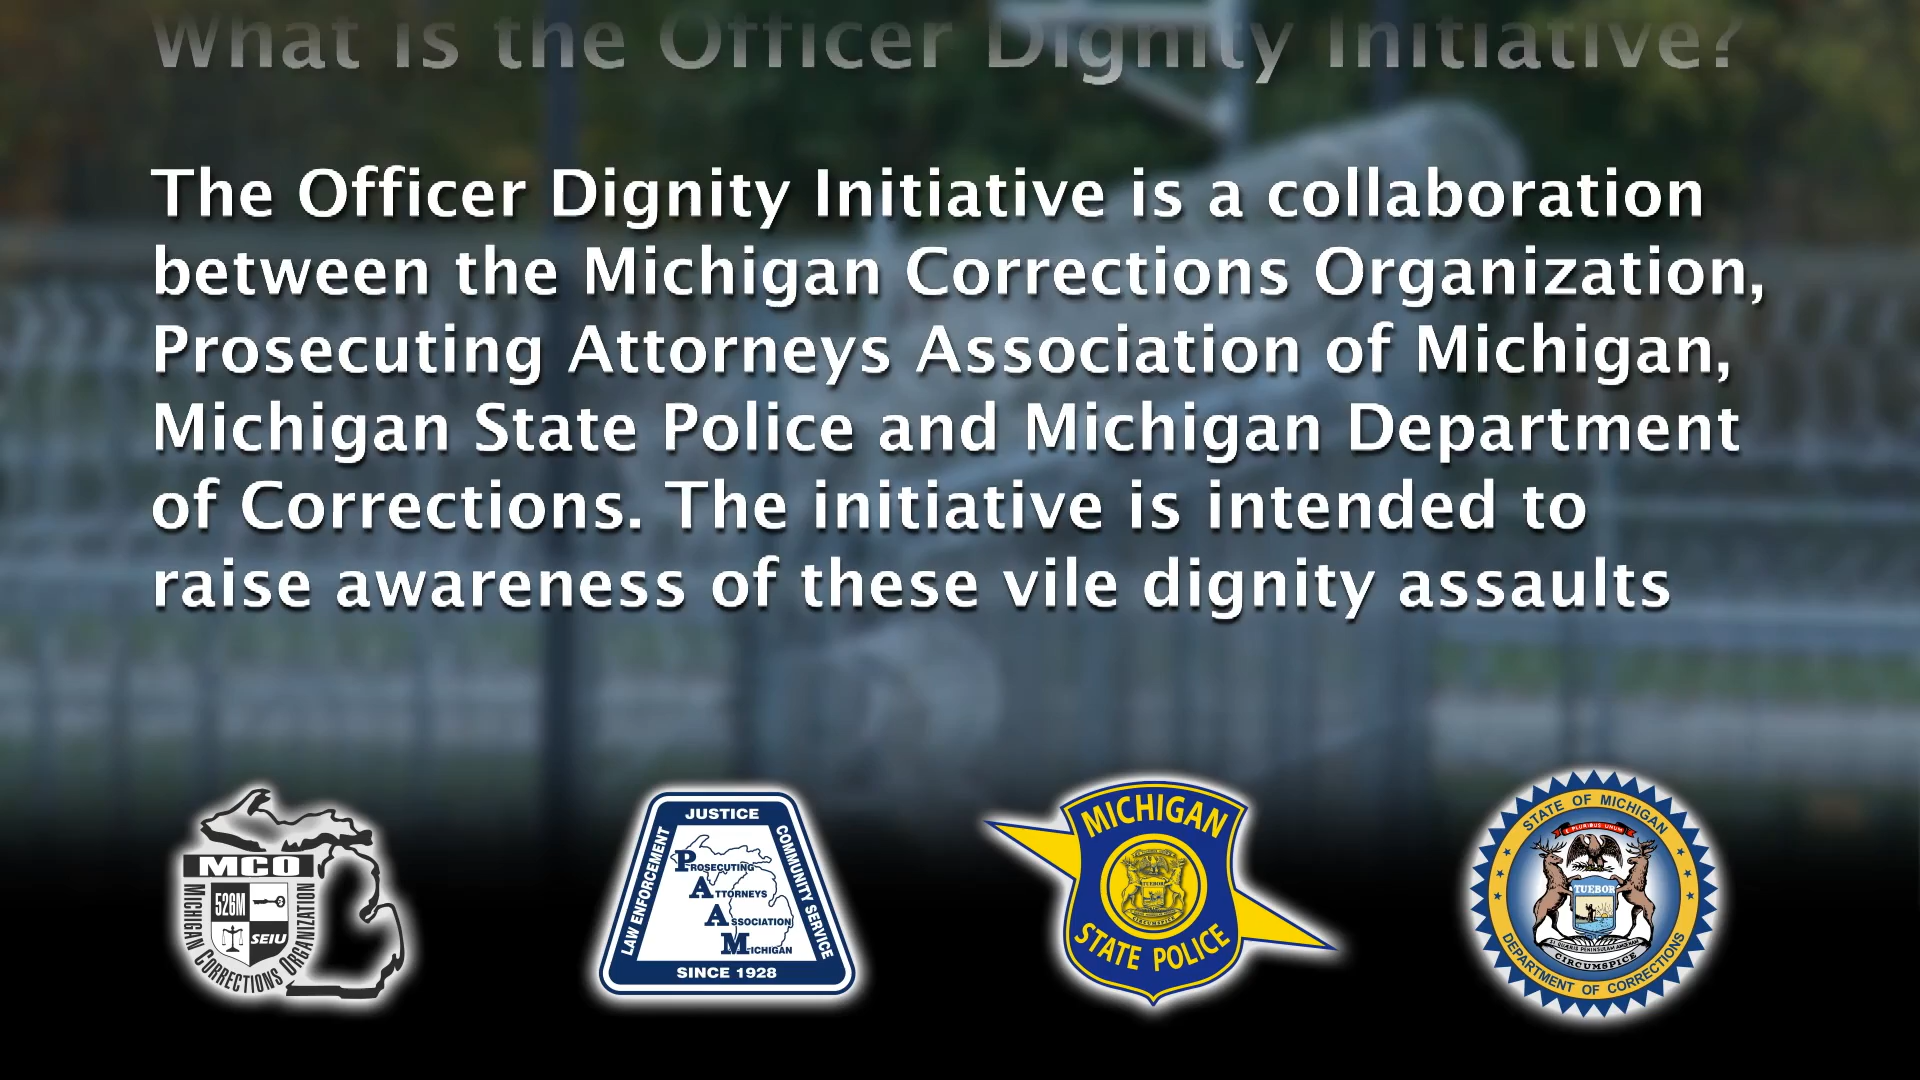 What is the Officer Dignity Initiative?
The Officer Dignity Initiative is a collaboration
between the Michigan Corrections Organization,
Prosecuting Attorneys Association of Michigan,
Michigan State Police and Michigan Department
of Corrections. The initiative is intended to
raise awareness of these vile dignity assaults
MCO
526M
SEIU
MICHIGAN CORRECTIONS ORGANIZATION
JUSTICE
LAW ENFORCEMENT
COMMUNITY SERVICE
PROSECUTING
ATTORNEYS
ASSOCIATION
MICHIGAN
SINCE 1928
MICHIGAN
TUEBOR
STATE POLICE
STATE OF MICHIGAN
E PLURIBUS UNUM
TUEBOR
CIRCUMSPICE
DEPARTMENT OF CORRECTIONS